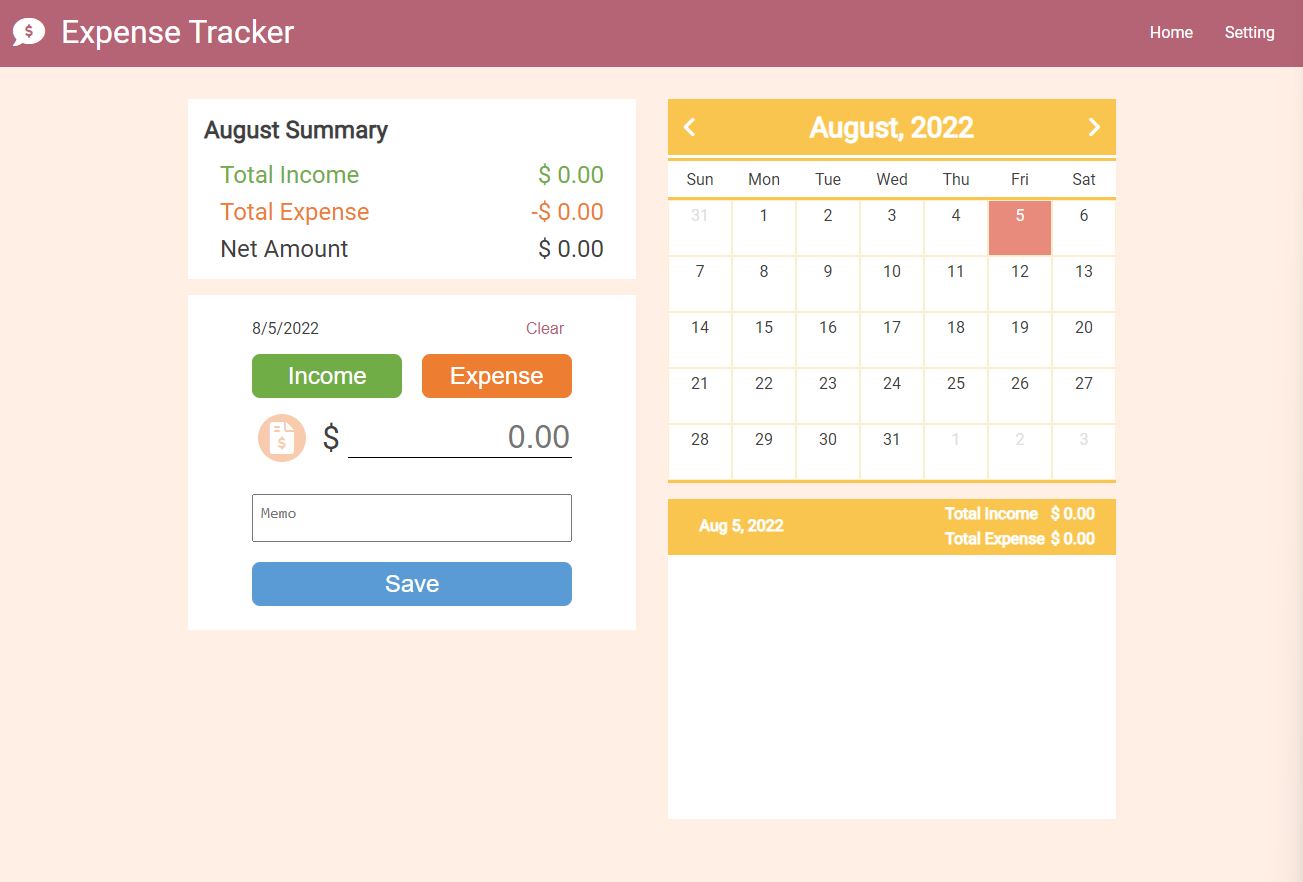 $ Expense Tracker Home Setting
August Summary
Total Income $ 0.00
Total Expense -$ 0.00
Net Amount $ 0.00
8/5/2022 Clear
Income Expense
$ $ 0.00
Memo
Save
August, 2022
Sun Mon Tue Wed Thu Fri Sat
31 1 2 3 4 5 6
7 8 9 10 11 12 13
14 15 16 17 18 19 20
21 22 23 24 25 26 27
28 29 30 31 1 2 3
Aug 5, 2022
Total Income $ 0.00
Total Expense $ 0.00